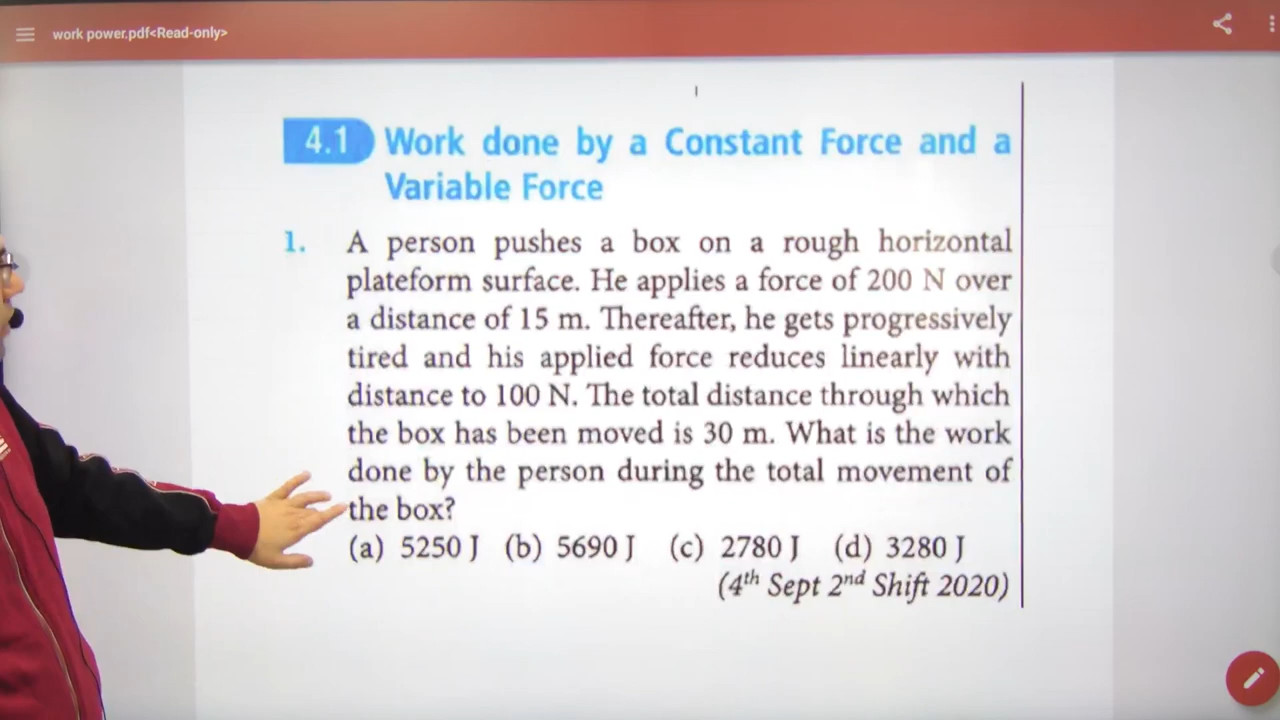 work power.pdf<Read-only>
4.1 Work done by a Constant Force and a
Variable Force
1. A person pushes a box on a rough horizontal
plateform surface. He applies a force of 200 N over
a distance of 15 m. Thereafter, he gets progressively
tired and his applied force reduces linearly with
distance to 100 N. The total distance through which
the box has been moved is 30 m. What is the work
done by the person during the total movement of
the box?
(a) 5250 J (b) 5690 J (c) 2780 J (d) 3280 J
(4th Sept 2nd Shift 2020)